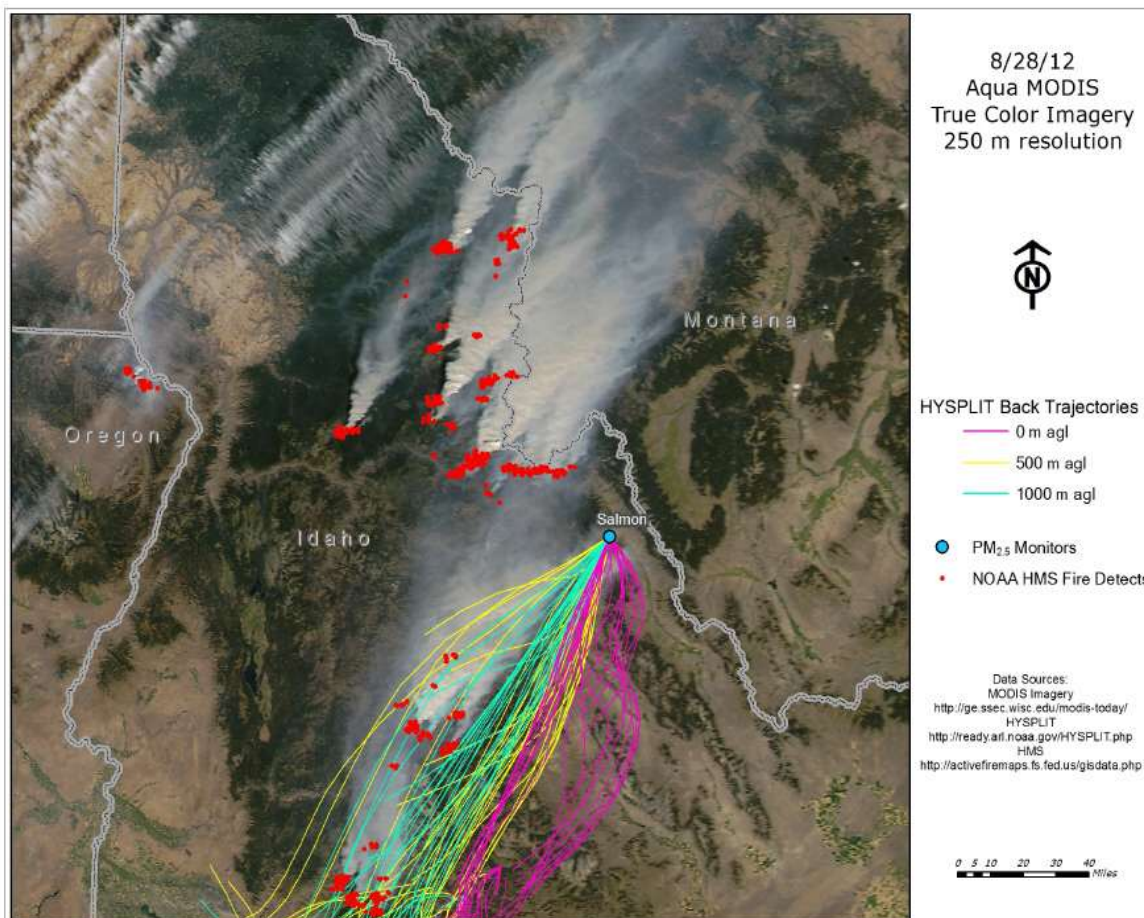 8/28/12
Aqua MODIS
True Color Imagery
250 m resolution
N
Montana
HYSPLIT Back Trajectories
0 m agl
500 m agl
1000 m agl
Oregon
Idaho
Salmon
PM2.5 Monitors
NOAA HMS Fire Detects
Data Sources:
MODIS Imagery
http://ge.ssec.wisc.edu/modis-today/
HYSPLIT
http://ready.arl.noaa.gov/HYSPLIT.php
HMS
http://activefiremaps.fs.fed.us/gisdata.php
0 5 10 20 30 40
Miles